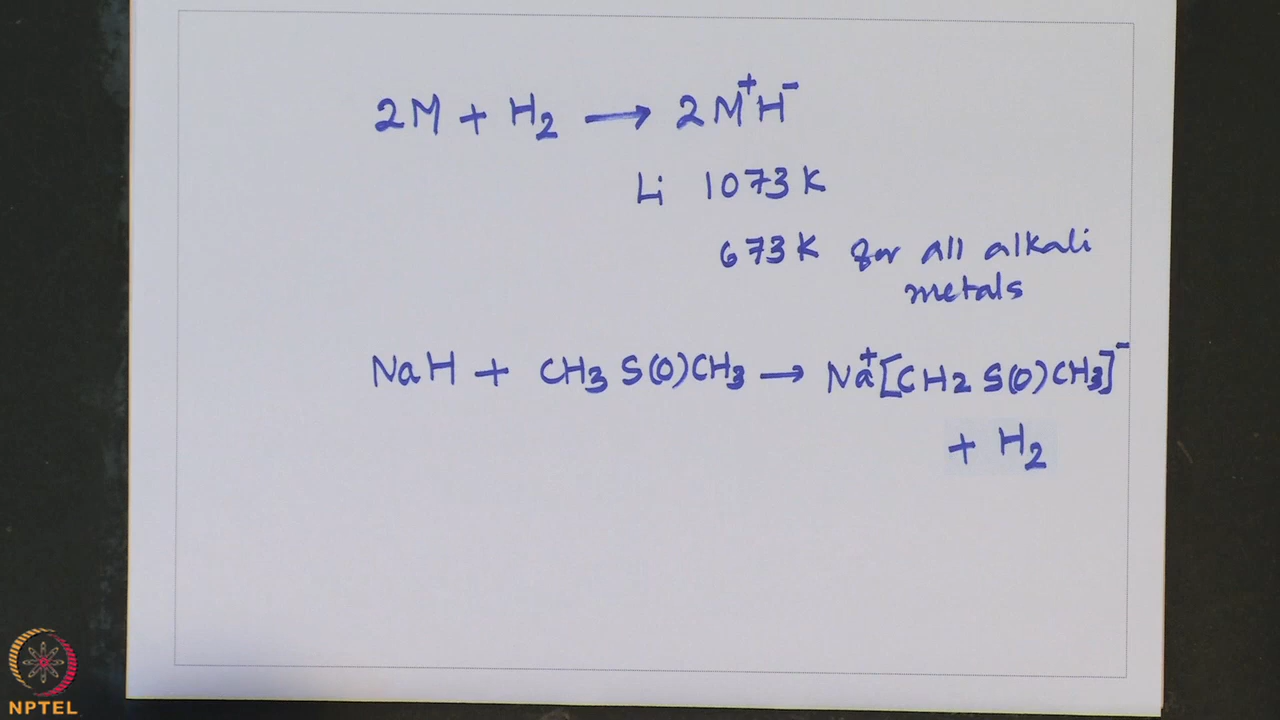 2M + H₂ ⟶ 2M⁺H⁻
Li 1073 K
673 K for all alkali
metals
NaH + CH₃ S(O)CH₃ ⟶ Na⁺[CH₂ S(O)CH₃]⁻
+ H₂
NPTEL